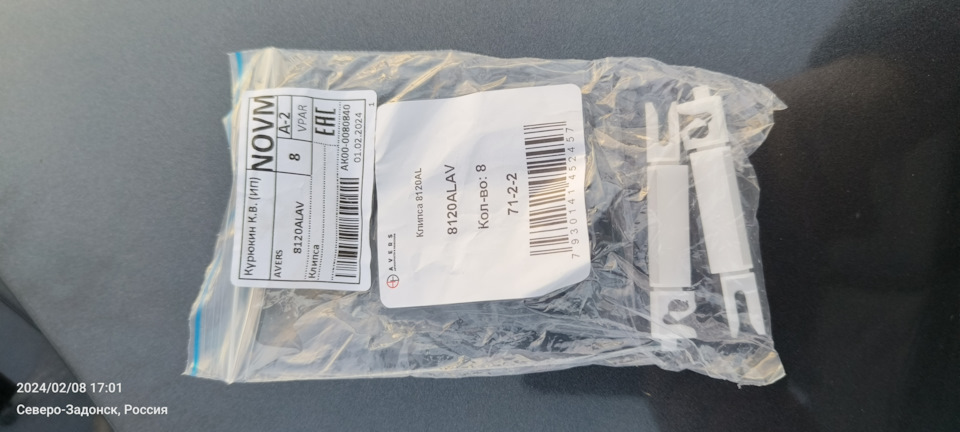 Курюкин К.В. (ИП)
NOVM
AVERS
8
A-2
VPAR
8120ALAV
Клипса
EAC
AK00-0080840
01.02.2024
1
AVERS
Клипса 8120AL
8120ALAV
Кол-во: 8
71-2-2
7930141452457
2024/02/08 17:01
Северо-Задонск, Россия